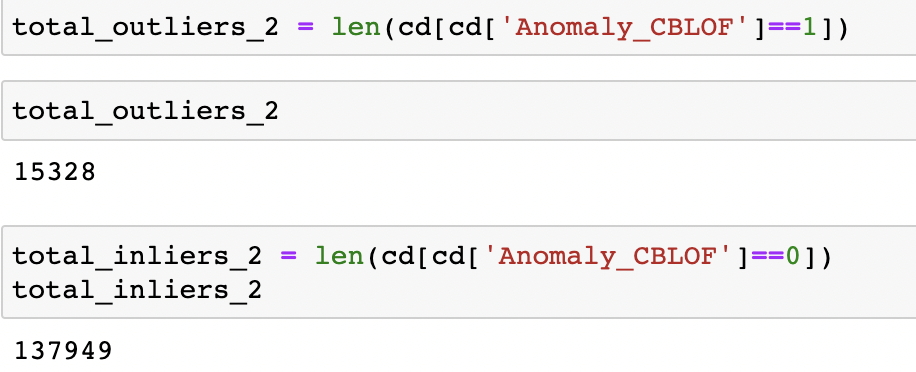 total_outliers_2 = len(cd[cd['Anomaly_CBLOF']==1])
total_outliers_2
15328
total_inliers_2 = len(cd[cd['Anomaly_CBLOF']==0])
total_inliers_2
137949